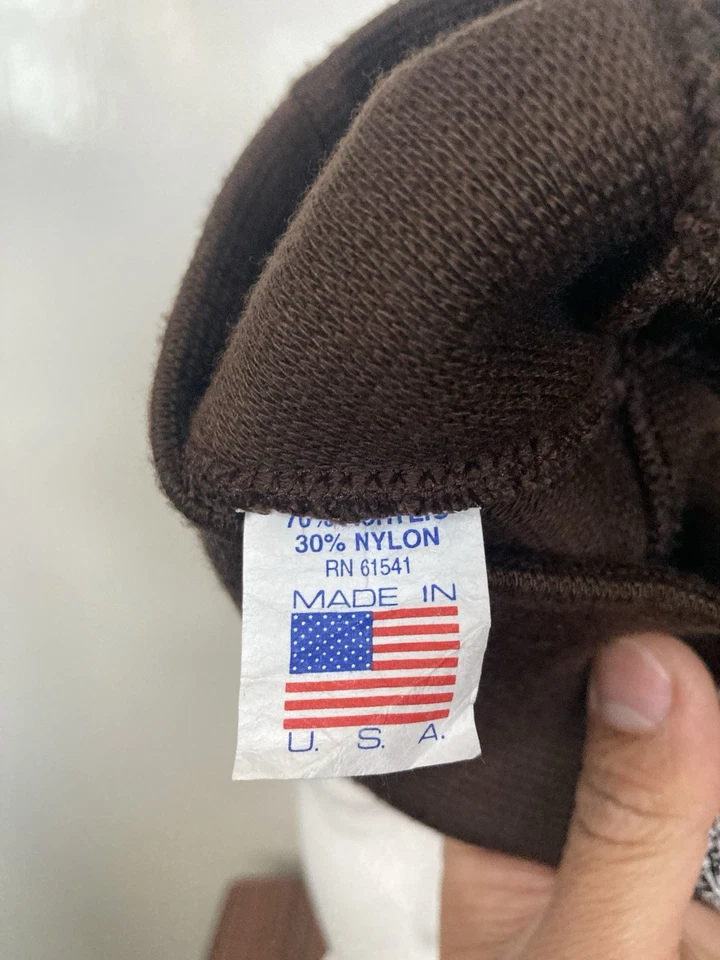 30% NYLON
RN 61541
MADE IN
U. S. A.